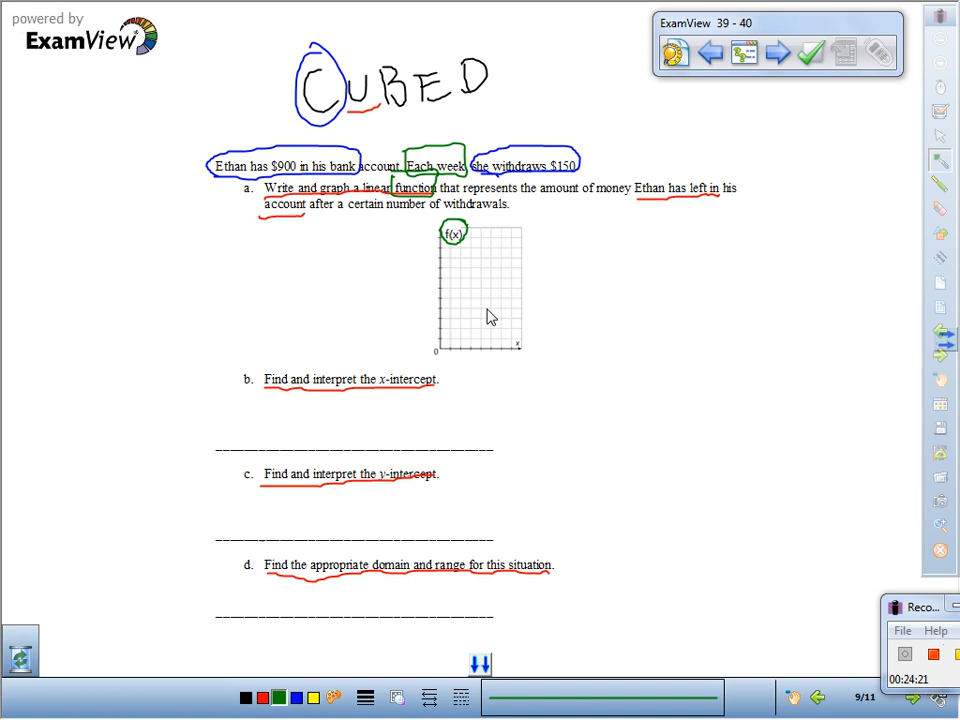 powered by
ExamView
ExamView 39 - 40
CUBED
Ethan has $900 in his bank account. Each week she withdraws $150.
a. Write and graph a linear function that represents the amount of money Ethan has left in his
account after a certain number of withdrawals.
f(x)
x
0
b. Find and interpret the x-intercept.
c. Find and interpret the y-intercept.
d. Find the appropriate domain and range for this situation.
Reco...
File Help
00:24:21
9/11